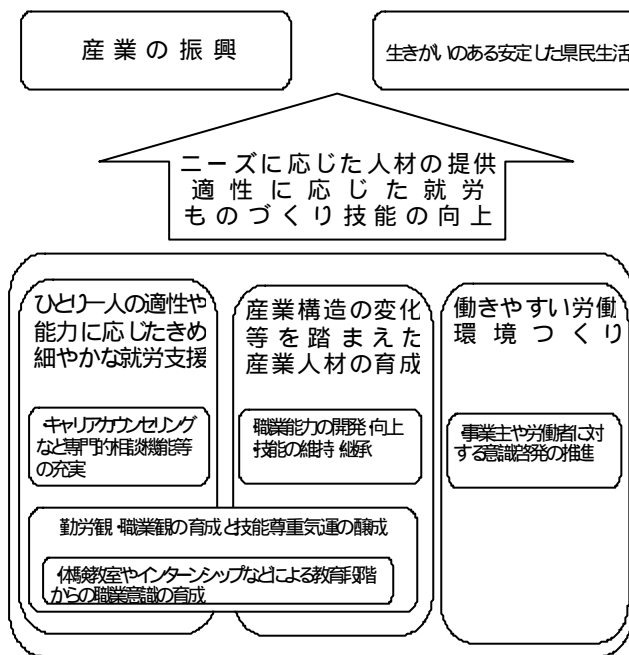 産業の振興
生きがいのある安定した県民生活
ニーズに応じた人材の提供
適性に応じた就労
ものづくり技能の向上
ひとり一人の適性や
能力に応じたきめ
細やかな就労支援
産業構造の変化
等を踏まえた
産業人材の育成
働きやすい労働
環境つくり
・キャリアカウンセリング
など専門的相談機能等
の充実
・職業能力の開発・向上
・技能の維持・継承
・事業主や労働者に対
する意識啓発の推進
勤労観・職業観の育成と技能尊重気運の醸成
・体験教室やインターンシップなどによる教育段階
からの職業意識の育成